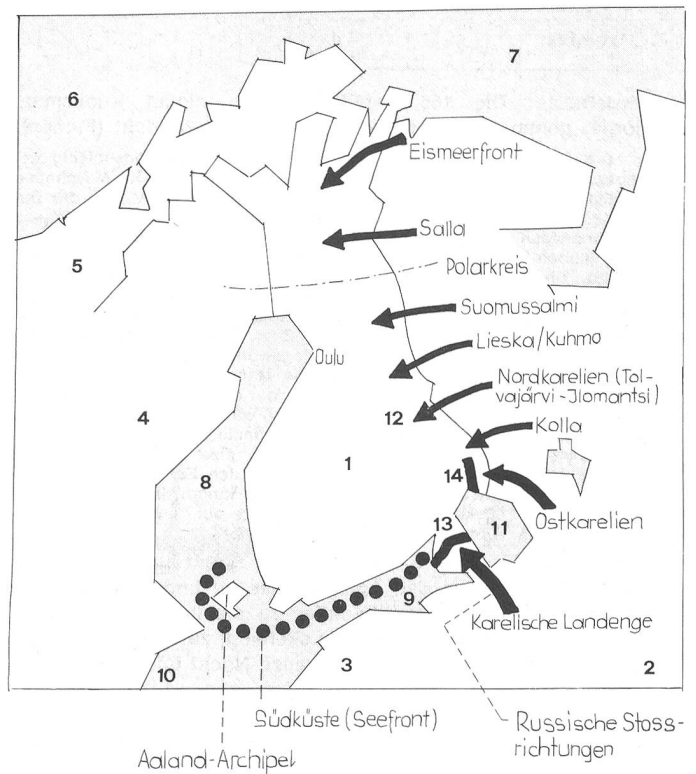 7
6
Eismeerfront
Salla
5
Polarkreis
Suomussalmi
Lieska/Kuhmo
Oulu
Nordkarelien (Tol-
vajärvi-Ilomantsi)
4
12
Kolla
1
14
8
13
11
Ostkarelien
9
Karelische Landenge
10
3
2
Südküste (Seefront)
Russische Stoss-
richtungen
Aaland-Archipel